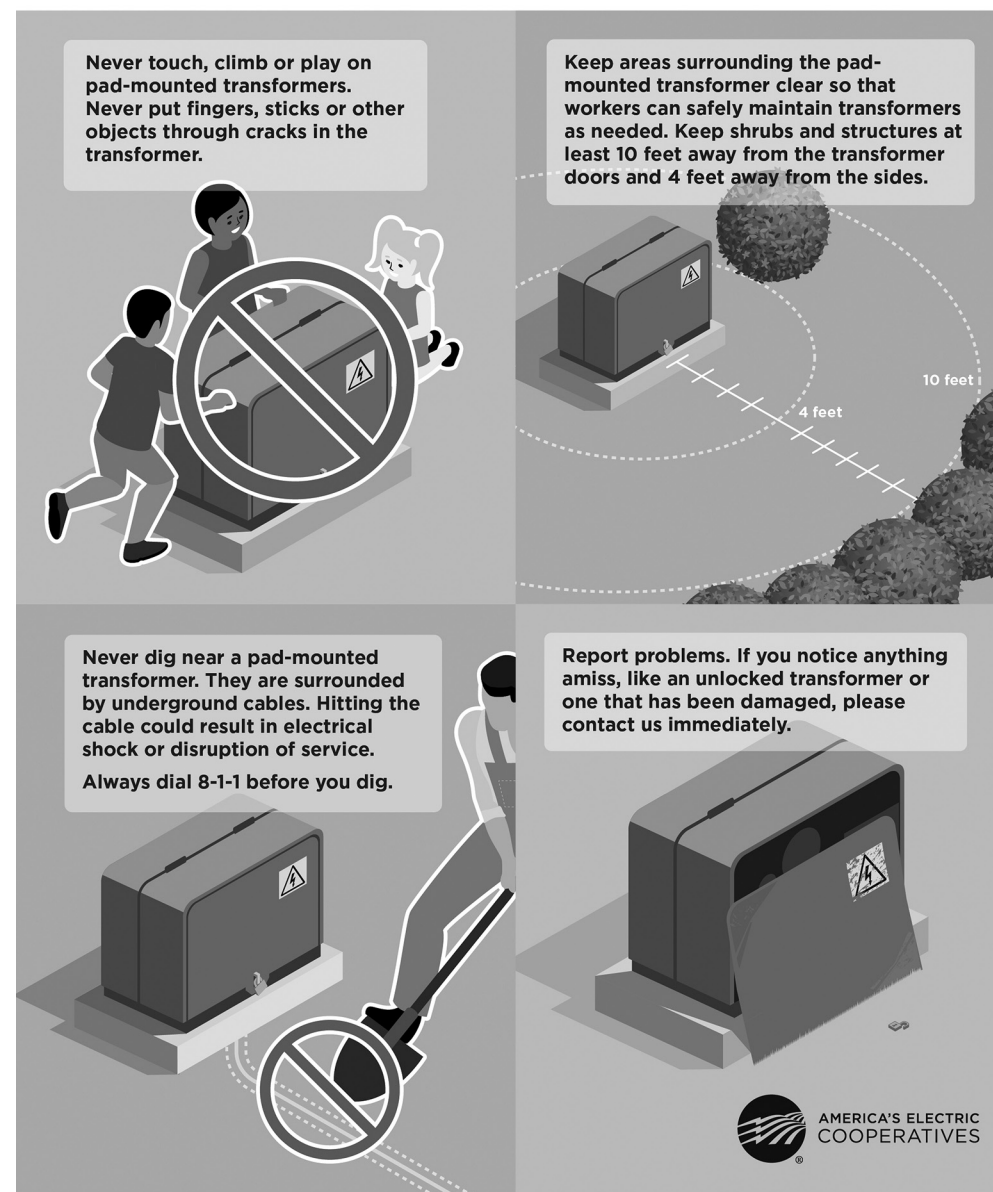 Never touch, climb or play on
pad-mounted transformers.
Never put fingers, sticks or other
objects through cracks in the
transformer.
Keep areas surrounding the pad-
mounted transformer clear so that
workers can safely maintain transformers
as needed. Keep shrubs and structures at
least 10 feet away from the transformer
doors and 4 feet away from the sides.
10 feet
4 feet
Never dig near a pad-mounted
transformer. They are surrounded
by underground cables. Hitting the
cable could result in electrical
shock or disruption of service.
Always dial 8-1-1 before you dig.
Report problems. If you notice anything
amiss, like an unlocked transformer or
one that has been damaged, please
contact us immediately.
AMERICA'S ELECTRIC
COOPERATIVES
®